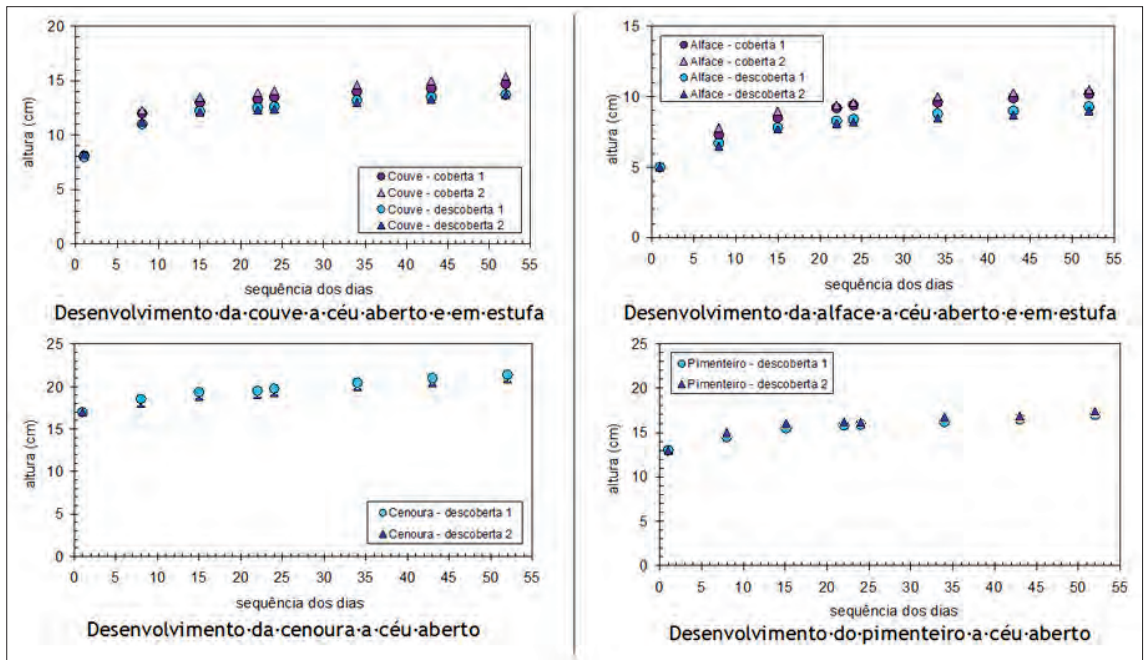 20
15
10
5
0
altura (cm)
Couve - coberta 1
Couve - coberta 2
Couve - descoberta 1
Couve - descoberta 2
0 5 10 15 20 25 30 35 40 45 50 55
sequência dos dias
Desenvolvimento·da·couve·a·céu·aberto·e·em·estufa
15
10
5
0
altura (cm)
Alface - coberta 1
Alface - coberta 2
Alface - descoberta 1
Alface - descoberta 2
0 5 10 15 20 25 30 35 40 45 50 55
sequência dos dias
Desenvolvimento·da·alface·a·céu·aberto·e·em·estufa
25
20
15
10
5
0
altura (cm)
Cenoura - descoberta 1
Cenoura - descoberta 2
0 5 10 15 20 25 30 35 40 45 50 55
sequência dos dias
Desenvolvimento·da·cenoura·a·céu·aberto
25
20
15
10
5
0
altura (cm)
Pimenteiro - descoberta 1
Pimenteiro - descoberta 2
0 5 10 15 20 25 30 35 40 45 50 55
sequência dos dias
Desenvolvimento·do·pimenteiro·a·céu·aberto